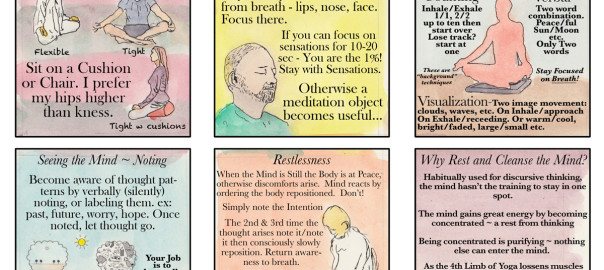 Flexible
Tight
Sit on a Cushion
or Chair. I prefer
my hips higher
than kness.
Tight w cushions
from breath - lips, nose, face.
Focus there.
If you can focus on
sensations for 10-20
sec - You are the 1%!
Stay with Sensations.
Otherwise a
meditation object
becomes useful...
Inhale/Exhale
1/1, 2/2
up to ten then
start over
Lose track?
start at
one
Two word
combination.
Peace/ful
Sun/Moon
etc.
Only Two
words
These are
"background"
techniques
Stay Focused
on Breath!
Visualization-Two image movement:
clouds, waves, etc. On Inhale/approach
On Exhale/receeding. Or warm/cool,
bright/faded, large/small etc.
Seeing the Mind ~ Noting
Become aware of thought pat-
terns by verbally (silently)
noting, or labeling them. ex:
past, future, worry, hope. Once
noted, let thought go.
Your Job is
Restlessness
When the Mind is Still the Body is at Peace,
otherwise discomforts arise. Mind reacts by
ordering the body repositioned. Don't!
Simply note the Intention
The 2nd & 3rd time the
thought arises note it/note
it then consciously slowly
reposition. Return aware-
ness to breath.
Why Rest and Cleanse the Mind?
Habitually used for discursive thinking,
the mind hasn't the training to stay in one
spot.
The mind gains great energy by becoming
concentrated ~ a rest from thinking
Being concentrated is purifying ~ nothing
else can enter the mind.
As the 4th Limb of Yoga lossens muscles